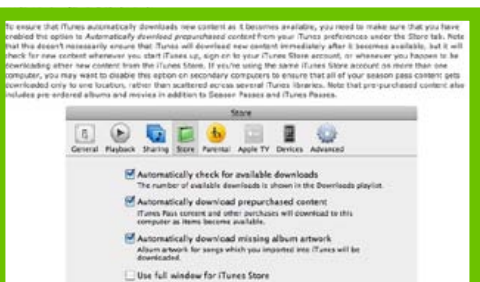 To ensure that iTunes automatically downloads new content as it becomes available, you need to make sure that you have
enabled the option to Automatically download prepurchased content from your iTunes preferences under the Store tab. Note
that this doesn't necessarily ensure that iTunes will download new content immediately after it becomes available, but it will
check for new content whenever you start iTunes up, sign on to your iTunes Store account, or whenever you happen to be
downloading other new content from the iTunes Store. If you're using the same iTunes Store account on more than one
computer, you may want to disable this option on secondary computers to ensure that all of your season pass content gets
downloaded only to one location, rather than scattered across several iTunes libraries. Note that pre-purchased content also
includes pre-ordered albums and movies in addition to Season Passes and iTunes Passes.
Store
General Playback Sharing Store Parental Apple TV Devices Advanced
Automatically check for available downloads
The number of available downloads is shown in the Downloads playlist.
Automatically download prepurchased content
iTunes Pass content and other purchases will download to this
computer as items become available.
Automatically download missing album artwork
Album artwork for songs which you imported into iTunes will be
downloaded.
Use full window for iTunes Store